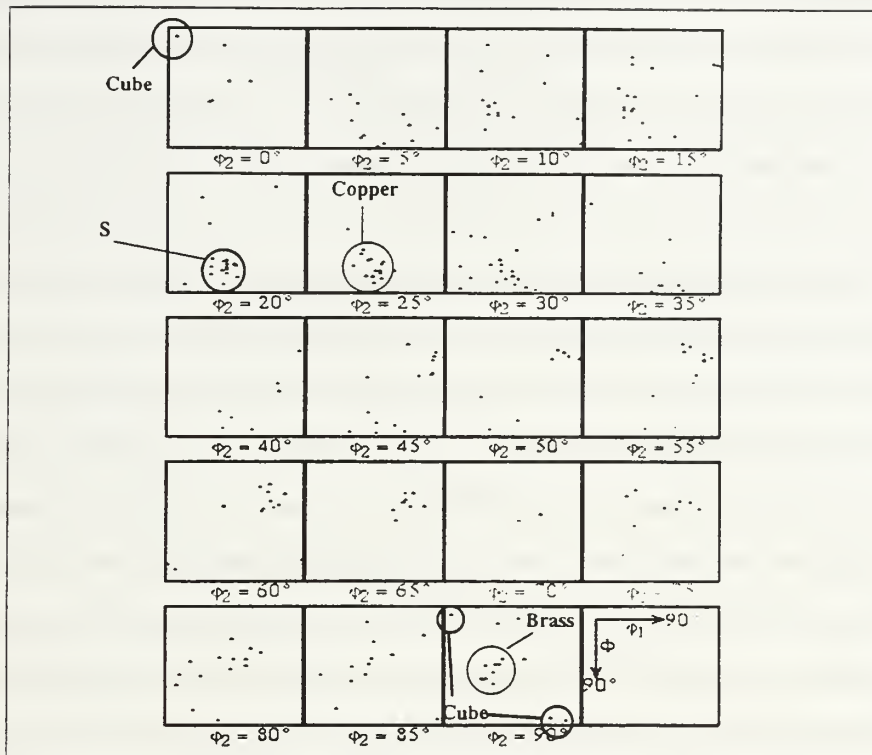 Cube
φ2 = 0° φ2 = 5° φ2 = 10° φ2 = 15°
Copper
S
φ2 = 20° φ2 = 25° φ2 = 30° φ2 = 35°
φ2 = 40° φ2 = 45° φ2 = 50° φ2 = 55°
φ2 = 60° φ2 = 65°
Brass
φ1 90
Φ
90°
Cube
φ2 = 80° φ2 = 85° φ2 = 90°